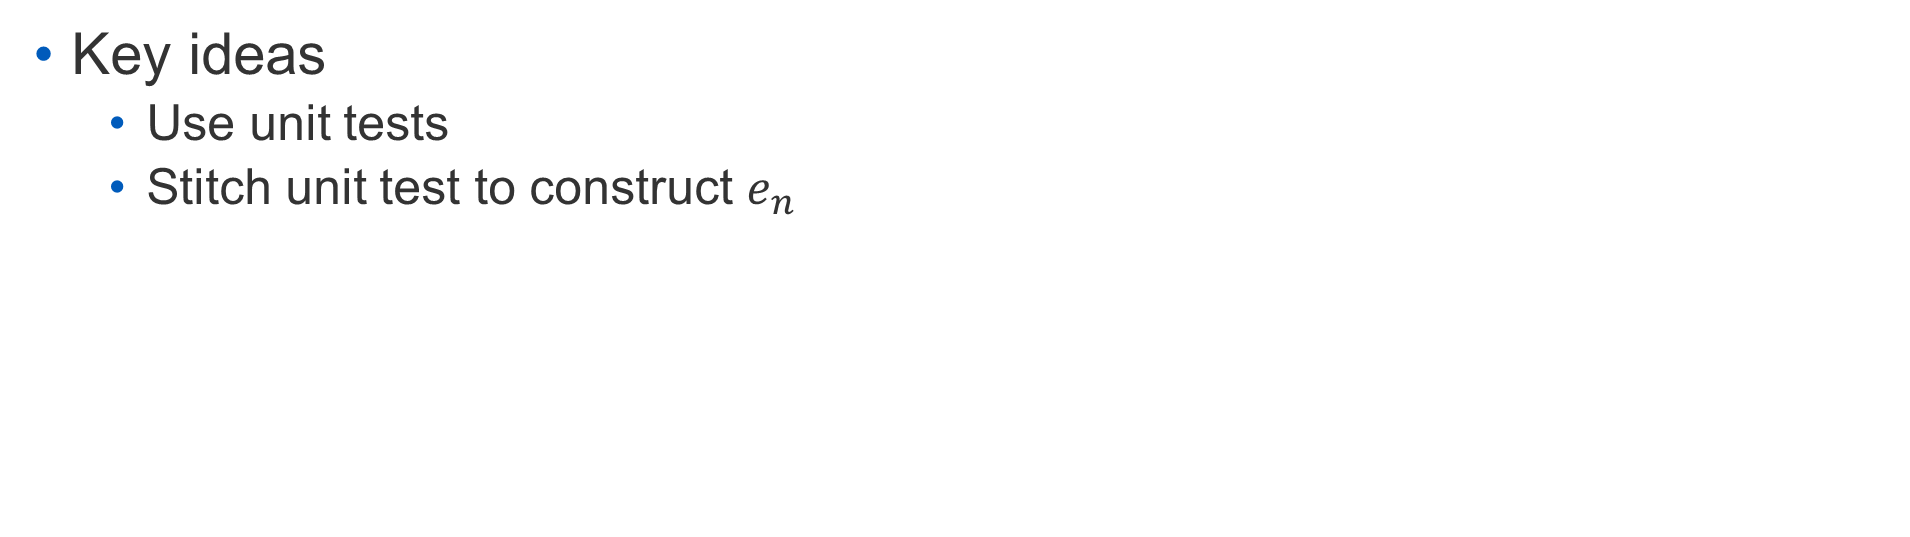 • Key ideas
• Use unit tests
• Stitch unit test to construct eₙ